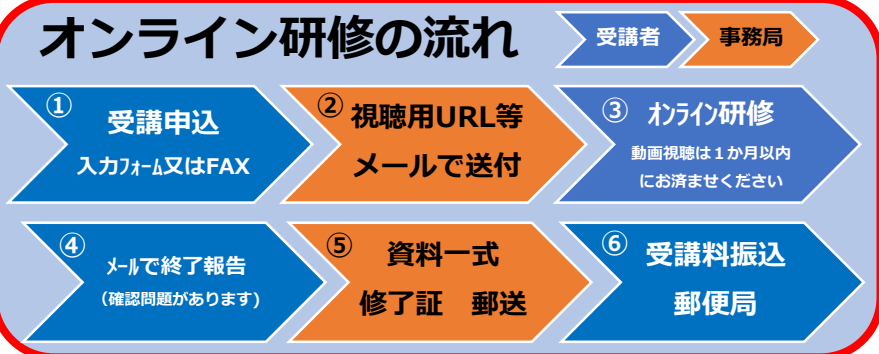 オンライン研修の流れ
受講者
事務局
①
受講申込
入力ﾌｫｰﾑ又はFAX
②
視聴用URL等
メールで送付
③
ｵﾝﾗｲﾝ研修
動画視聴は１か月以内
にお済ませください
④
ﾒｰﾙで終了報告
（確認問題があります)
⑤
資料一式
修了証　郵送
⑥
受講料振込
郵便局